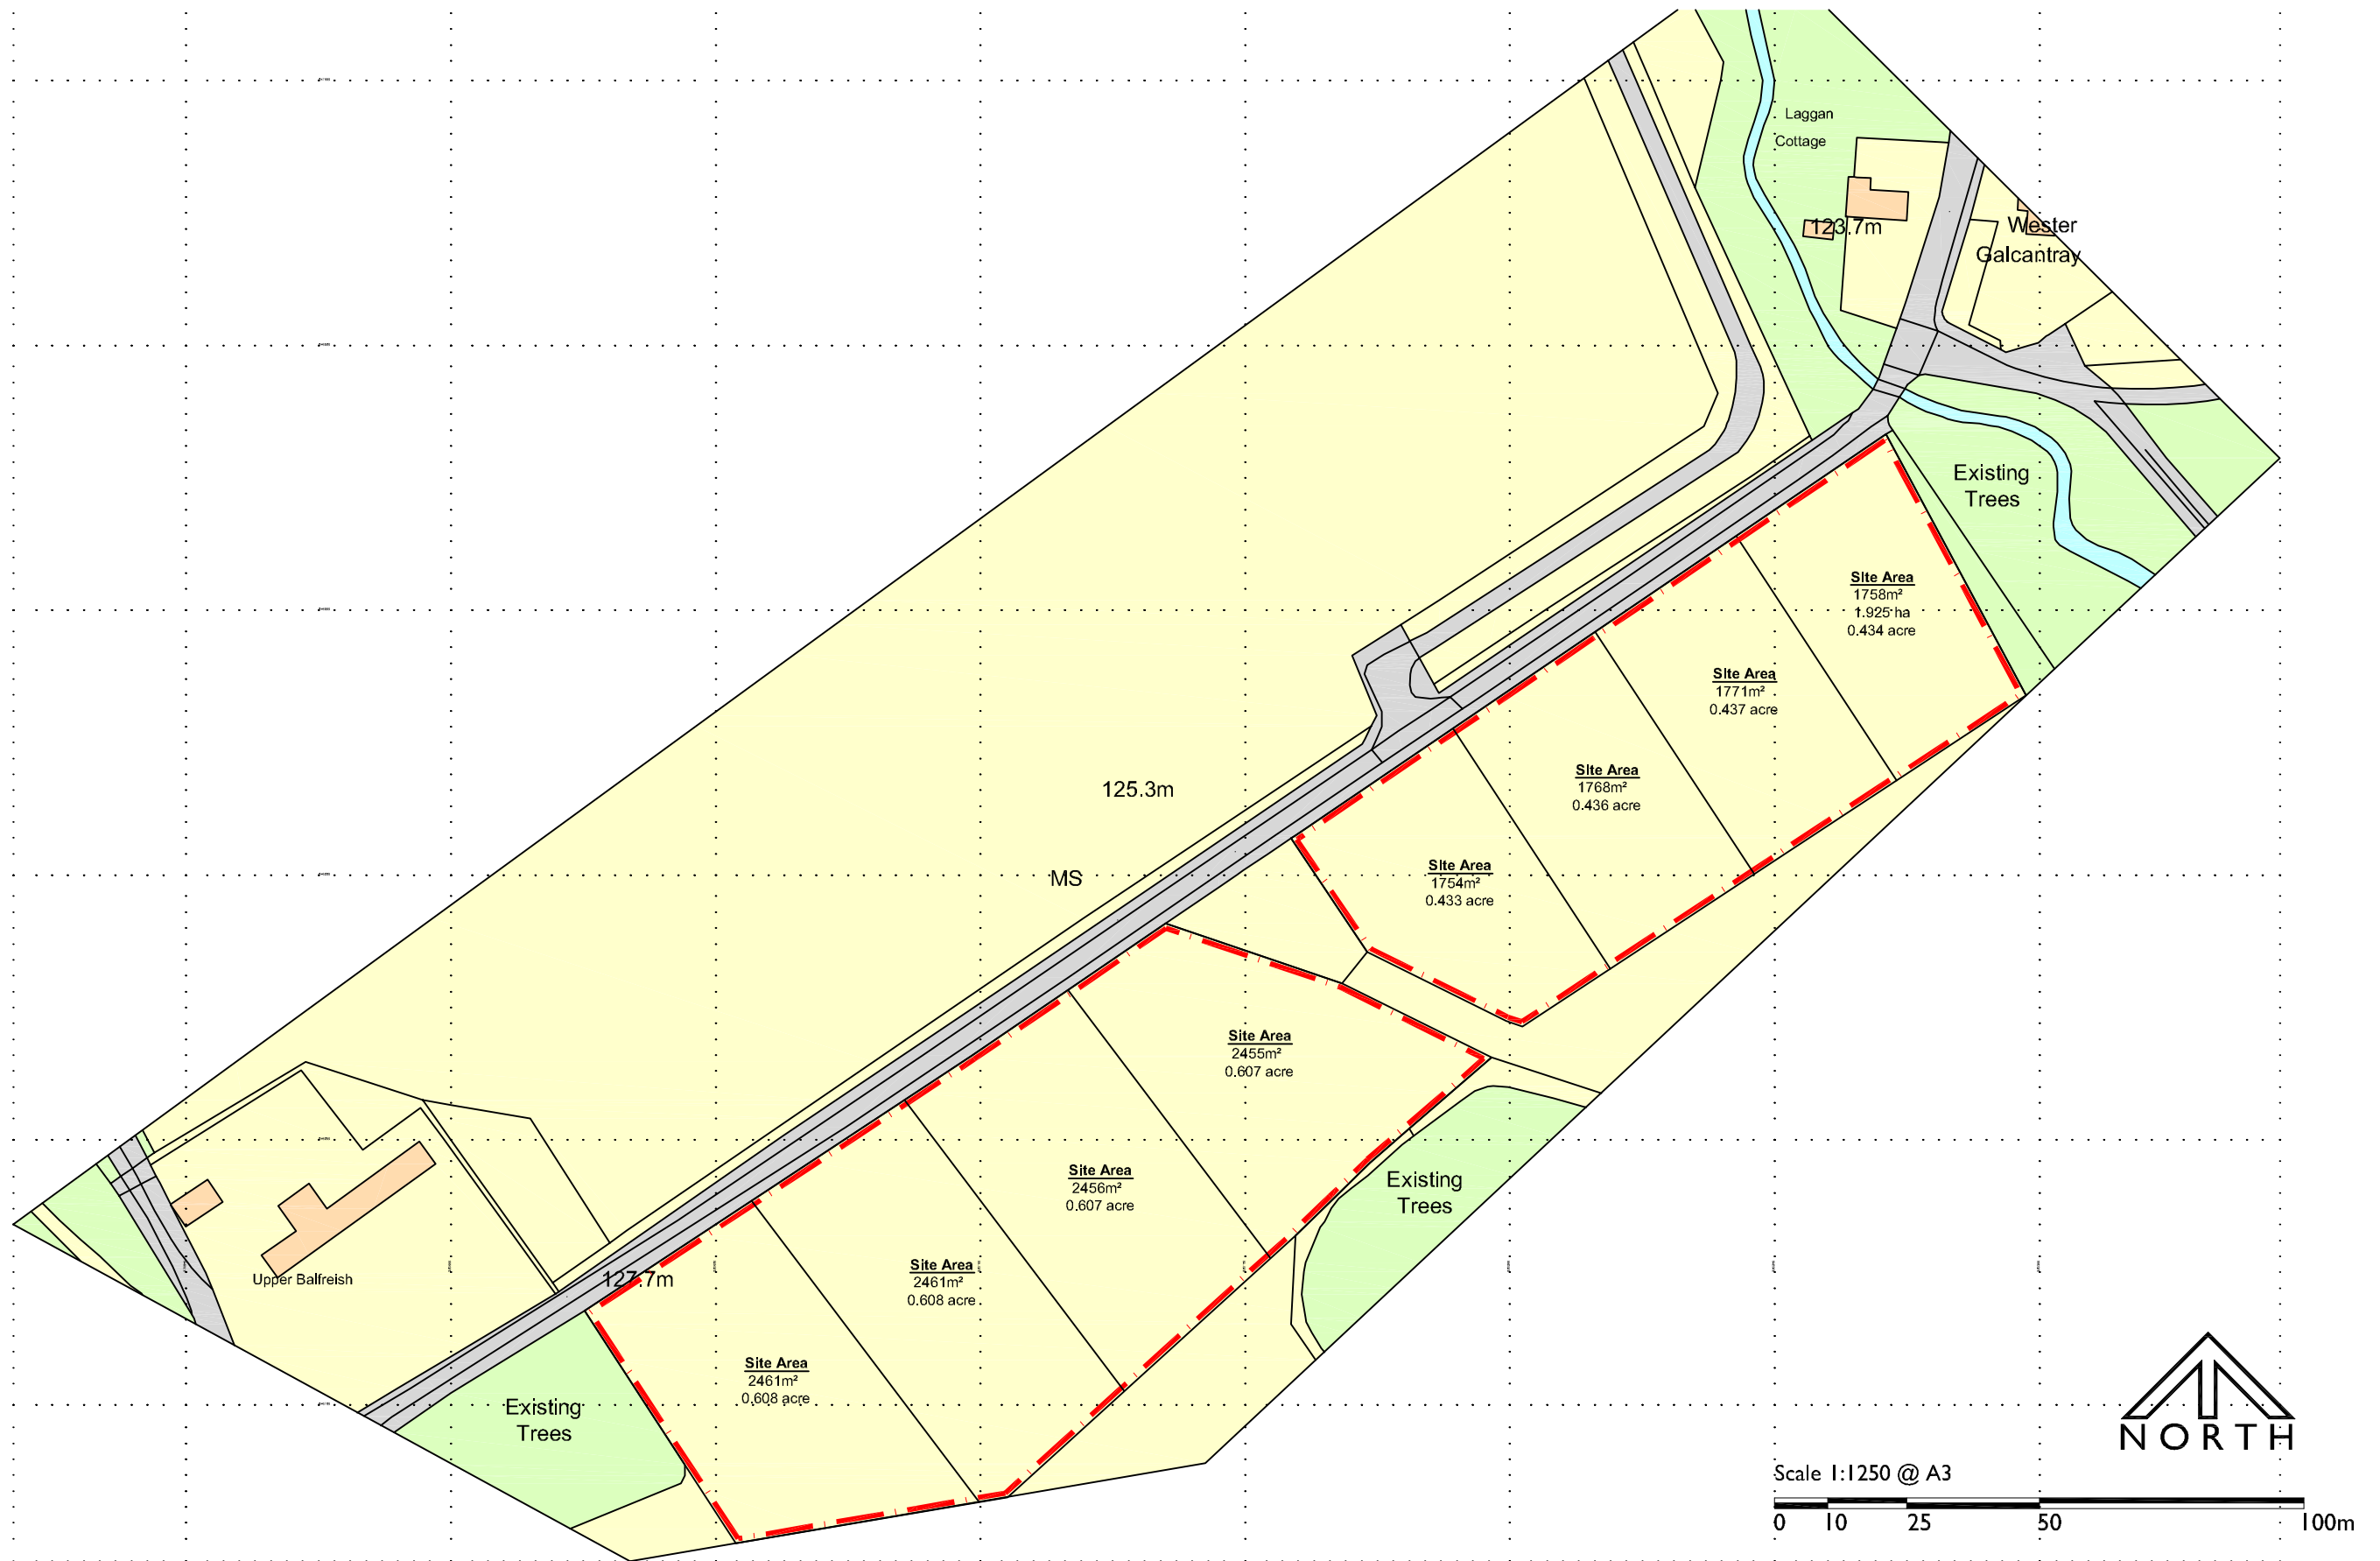 Laggan
Cottage
123.7m
Wester
Galcantray
Existing
Trees
SIte Area
1758m²
1.925 ha
0.434 acre
SIte Area
1771m²
0.437 acre
SIte Area
1768m²
0.436 acre
125.3m
MS
SIte Area
1754m²
0.433 acre
Site Area
2455m²
0.607 acre
Existing
Trees
Site Area
2456m²
0.607 acre
Site Area
2461m²
0.608 acre
Upper Balfreish
127.7m
Site Area
2461m²
0.608 acre
Existing
Trees
NORTH
Scale 1:1250 @ A3
0 10 25 50 100m